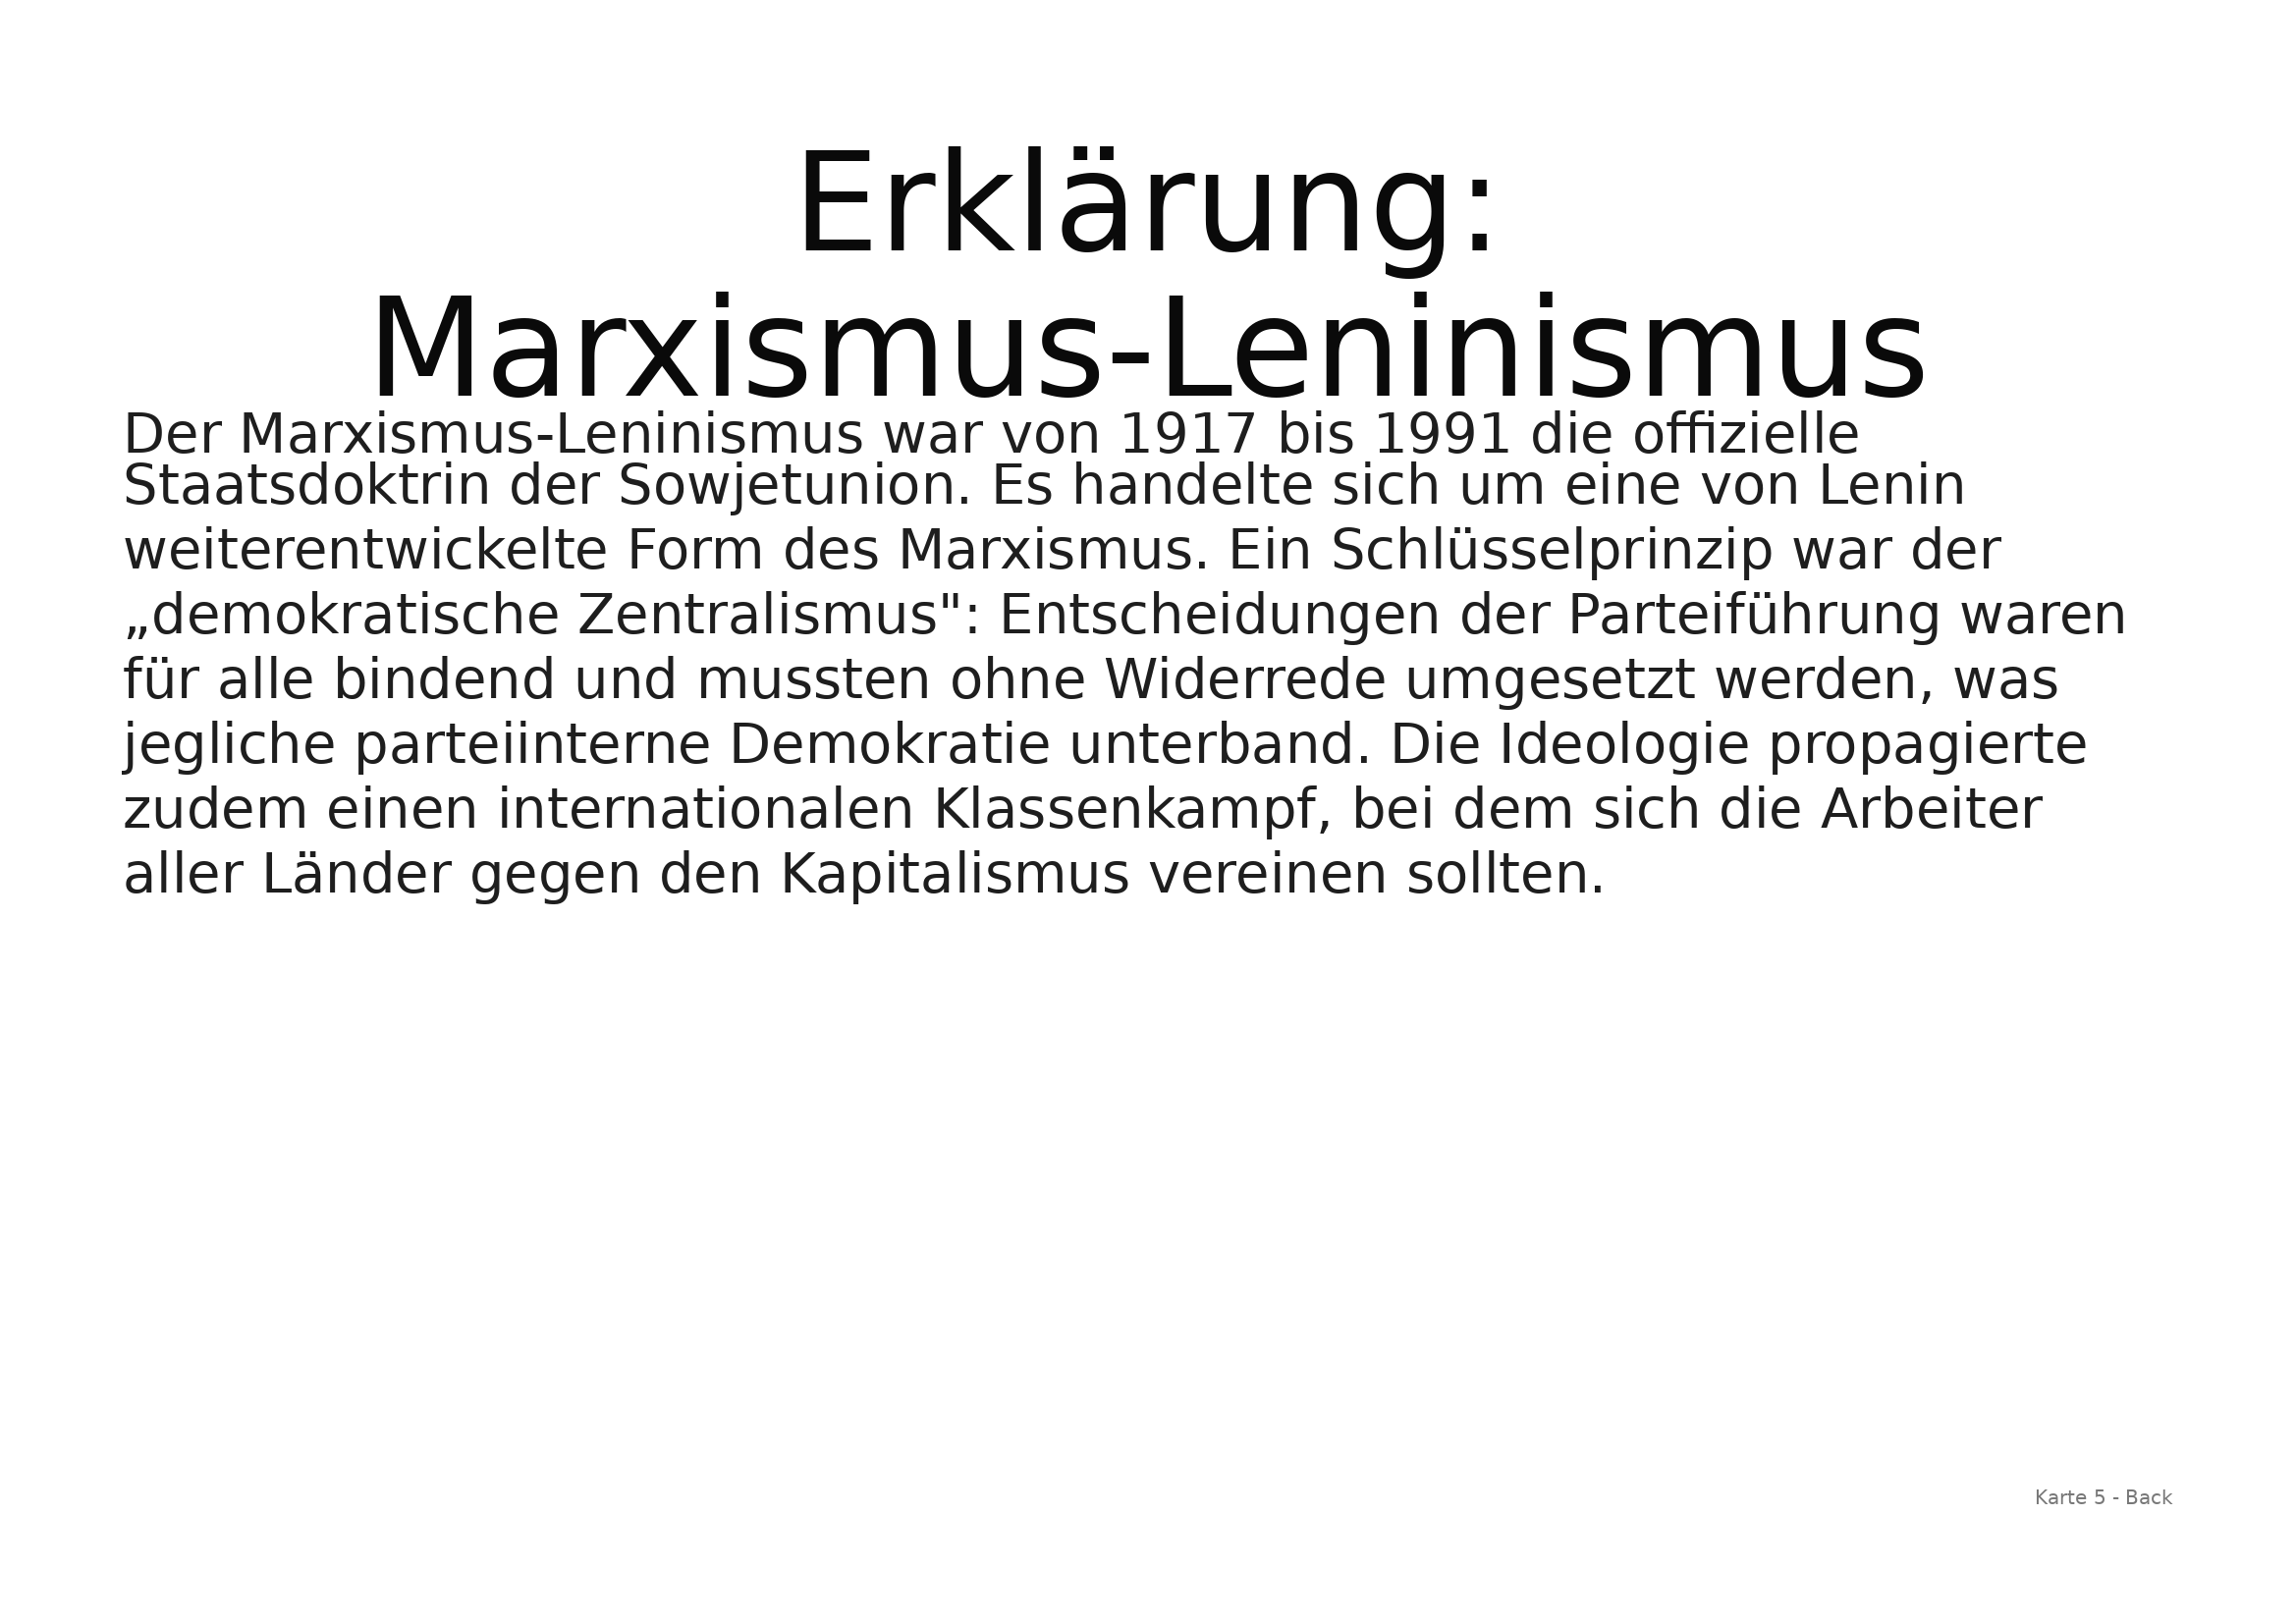 Erklärung:
Marxismus-Leninismus
Der Marxismus-Leninismus war von 1917 bis 1991 die offizielle
Staatsdoktrin der Sowjetunion. Es handelte sich um eine von Lenin
weiterentwickelte Form des Marxismus. Ein Schlüsselprinzip war der
„demokratische Zentralismus": Entscheidungen der Parteiführung waren
für alle bindend und mussten ohne Widerrede umgesetzt werden, was
jegliche parteiinterne Demokratie unterband. Die Ideologie propagierte
zudem einen internationalen Klassenkampf, bei dem sich die Arbeiter
aller Länder gegen den Kapitalismus vereinen sollten.
Karte 5 - Back